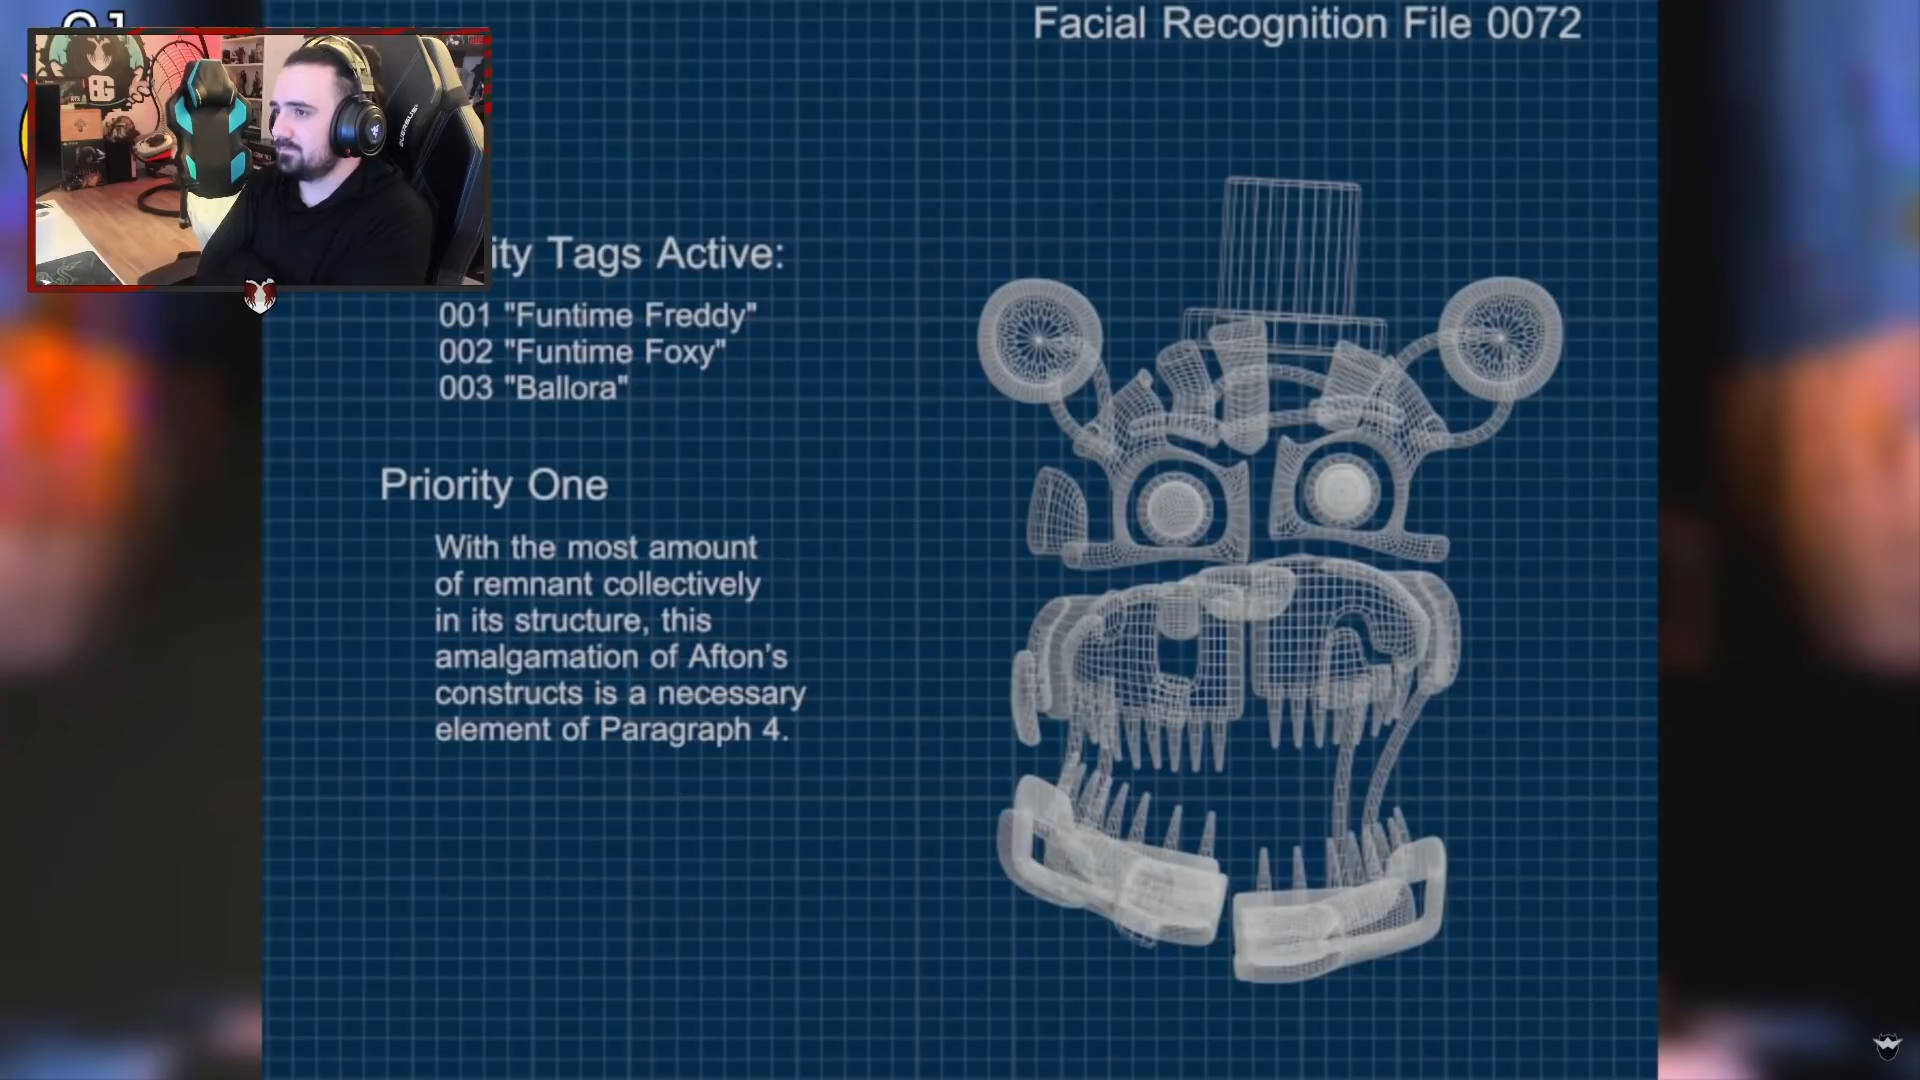 Facial Recognition File 0072
ity Tags Active:
001 "Funtime Freddy"
002 "Funtime Foxy"
003 "Ballora"
Priority One
With the most amount
of remnant collectively
in its structure, this
amalgamation of Afton's
constructs is a necessary
element of Paragraph 4.
BG